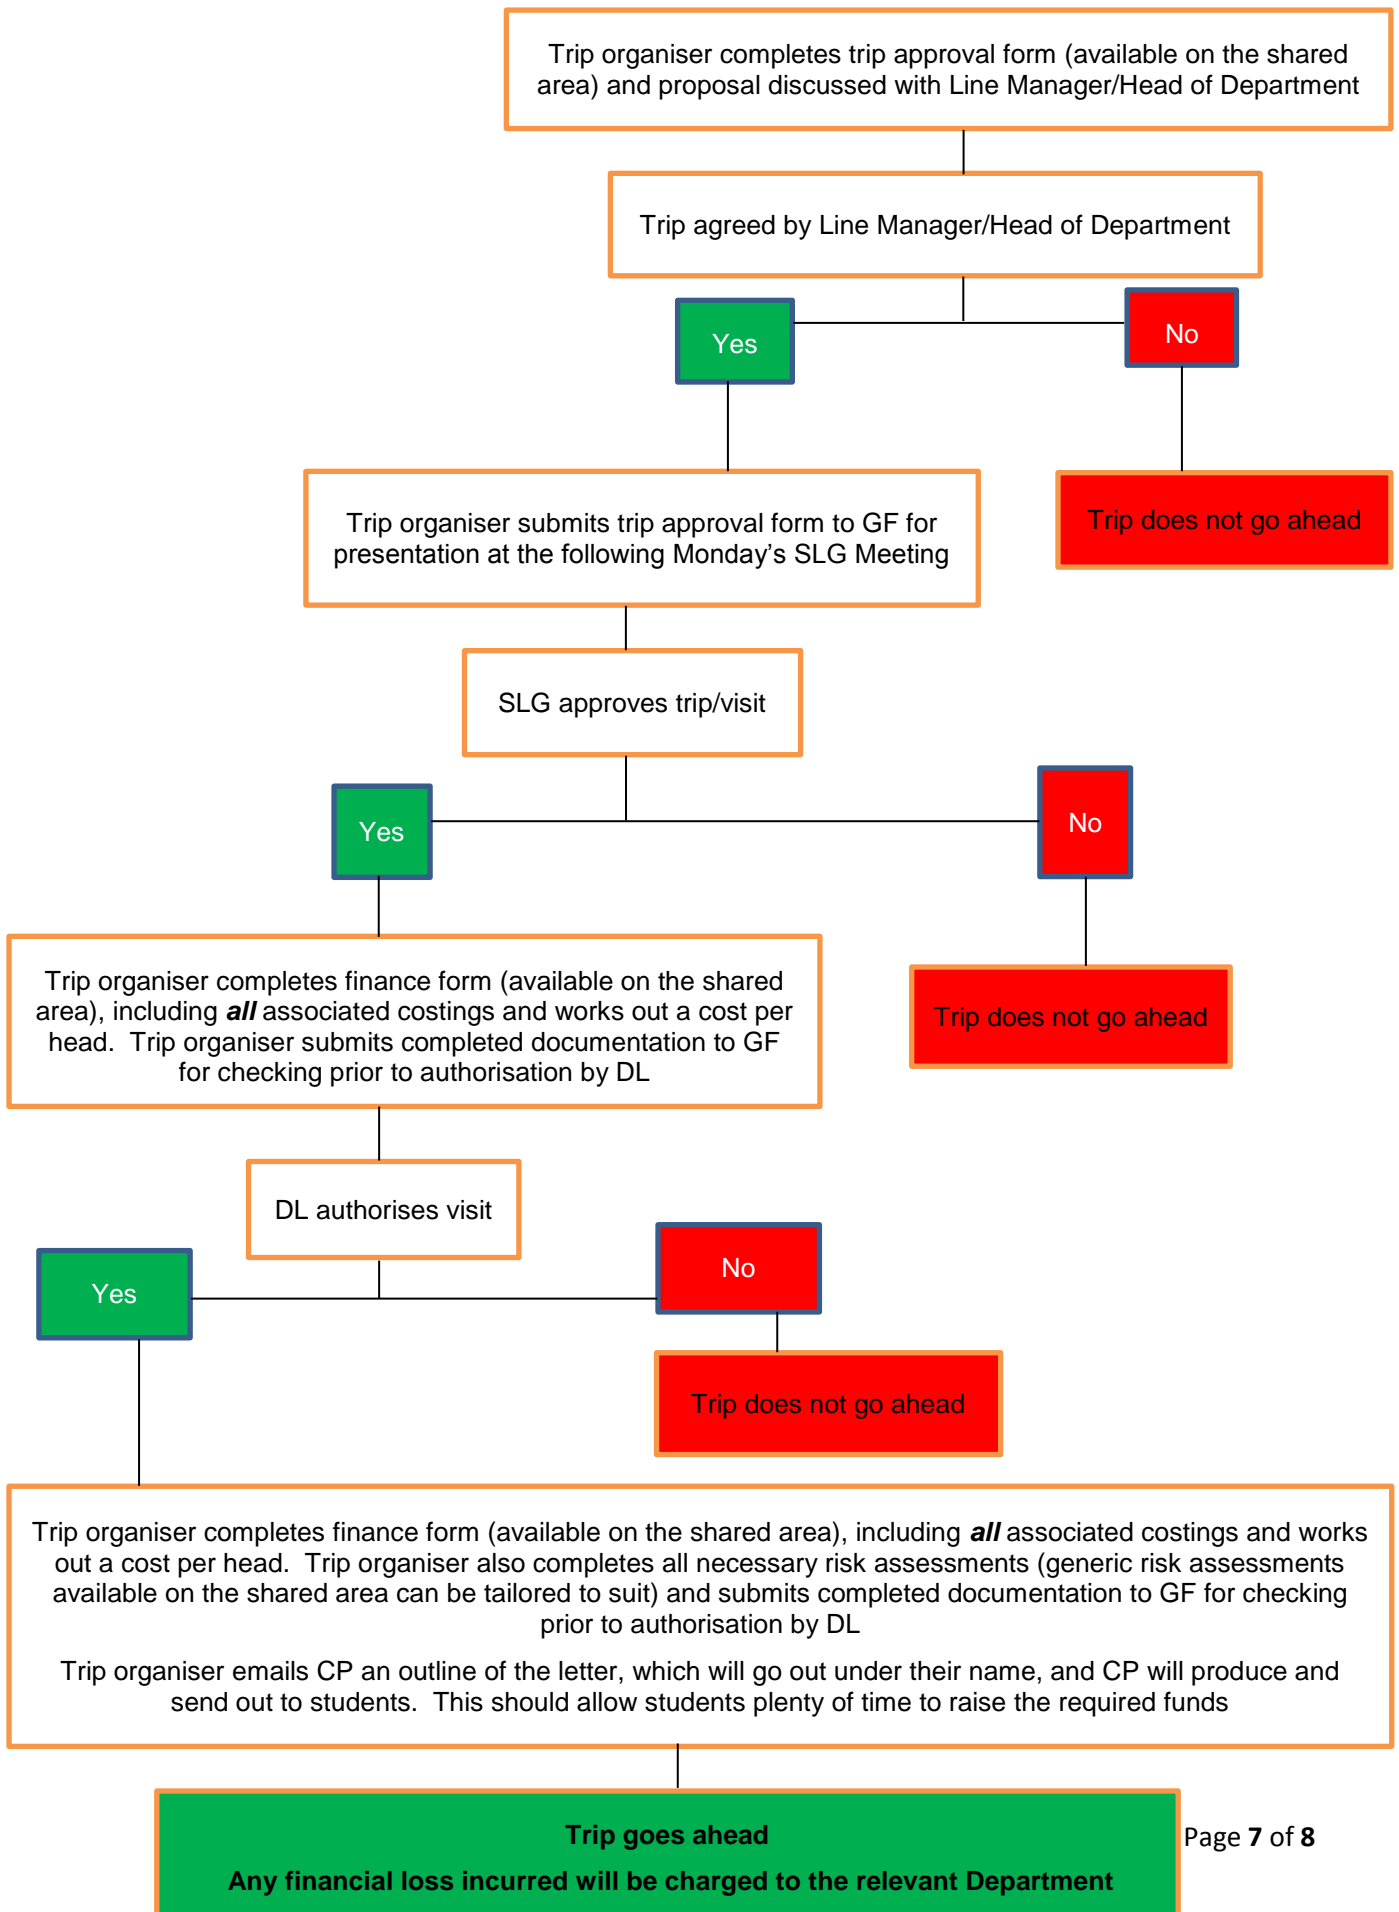 Trip organiser completes trip approval form (available on the shared
area) and proposal discussed with Line Manager/Head of Department
Trip agreed by Line Manager/Head of Department
Yes
No
Trip organiser submits trip approval form to GF for
presentation at the following Monday’s SLG Meeting
Trip does not go ahead
SLG approves trip/visit
Yes
No
Trip organiser completes finance form (available on the shared
area), including all associated costings and works out a cost per
head.  Trip organiser submits completed documentation to GF
for checking prior to authorisation by DL
Trip does not go ahead
DL authorises visit
Yes
No
Trip does not go ahead
Trip organiser completes finance form (available on the shared area), including all associated costings and works
out a cost per head.  Trip organiser also completes all necessary risk assessments (generic risk assessments
available on the shared area can be tailored to suit) and submits completed documentation to GF for checking
prior to authorisation by DL
Trip organiser emails CP an outline of the letter, which will go out under their name, and CP will produce and
send out to students.  This should allow students plenty of time to raise the required funds
Trip goes ahead
Any financial loss incurred will be charged to the relevant Department
Page 7 of 8